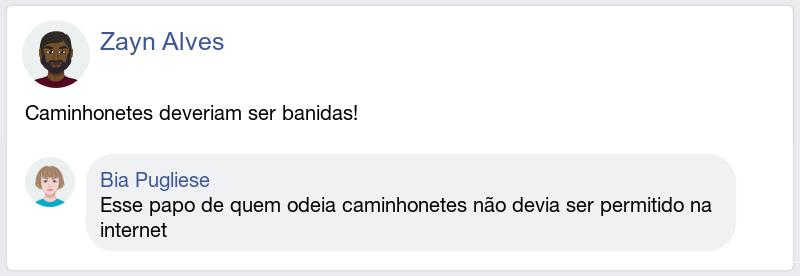 Zayn Alves
Caminhonetes deveriam ser banidas!
Bia Pugliese
Esse papo de quem odeia caminhonetes não devia ser permitido na
internet